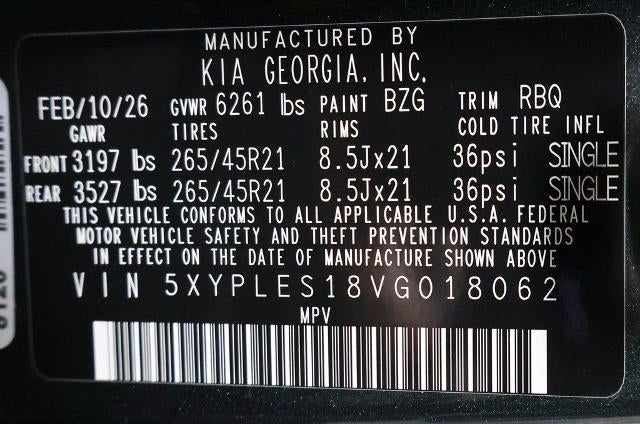 MANUFACTURED BY
KIA GEORGIA, INC.
FEB/10/26 GVWR 6261 lbs PAINT BZG TRIM RBQ
GAWR TIRES RIMS COLD TIRE INFL
FRONT 3197 lbs 265/45R21 8.5Jx21 36psi SINGLE
REAR 3527 lbs 265/45R21 8.5Jx21 36psi SINGLE
THIS VEHICLE CONFORMS TO ALL APPLICABLE U.S.A. FEDERAL
MOTOR VEHICLE SAFETY AND THEFT PREVENTION STANDARDS
IN EFFECT ON THE DATE OF MANUFACTURE SHOWN ABOVE
VIN 5XYPLES18VG018062
MPV